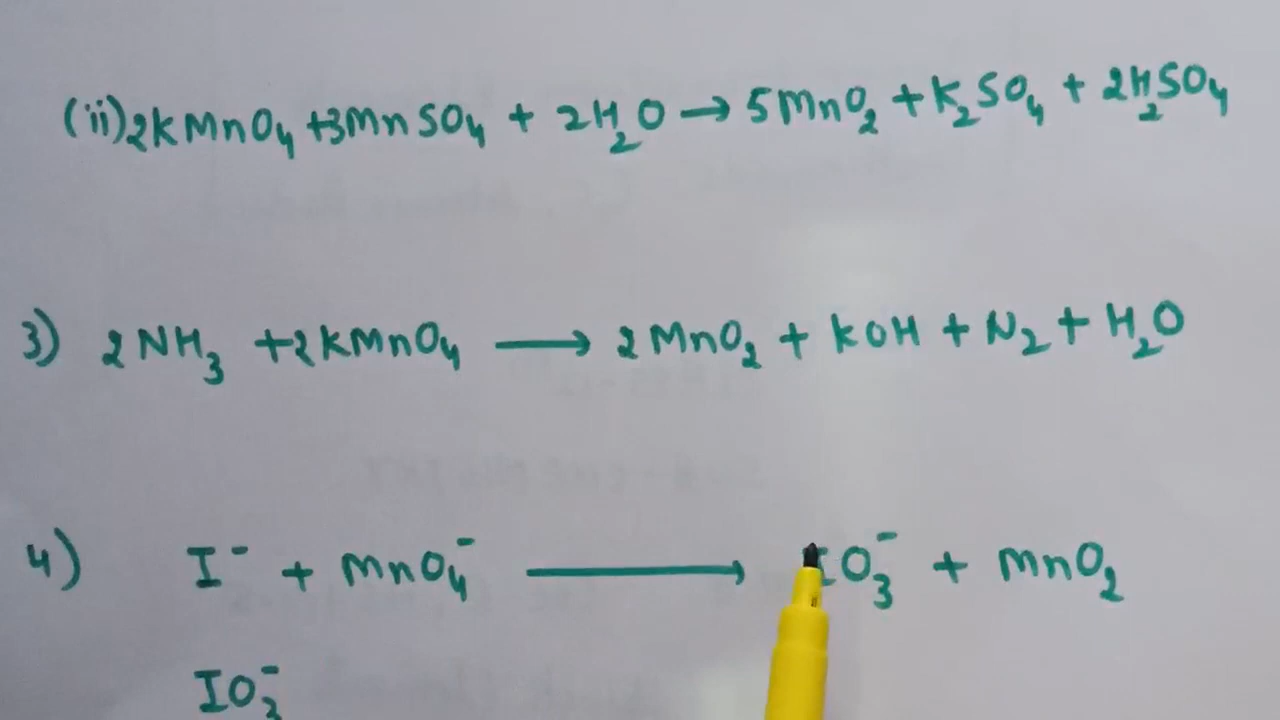 (ii) 2KMnO₄ + 3MnSO₄ + 2H₂O → 5MnO₂ + K₂SO₄ + 2H₂SO₄
3) 2NH₃ + 2KMnO₄ → 2MnO₂ + KOH + N₂ + H₂O
4) I⁻ + MnO₄⁻ → IO₃⁻ + MnO₂
IO₃⁻